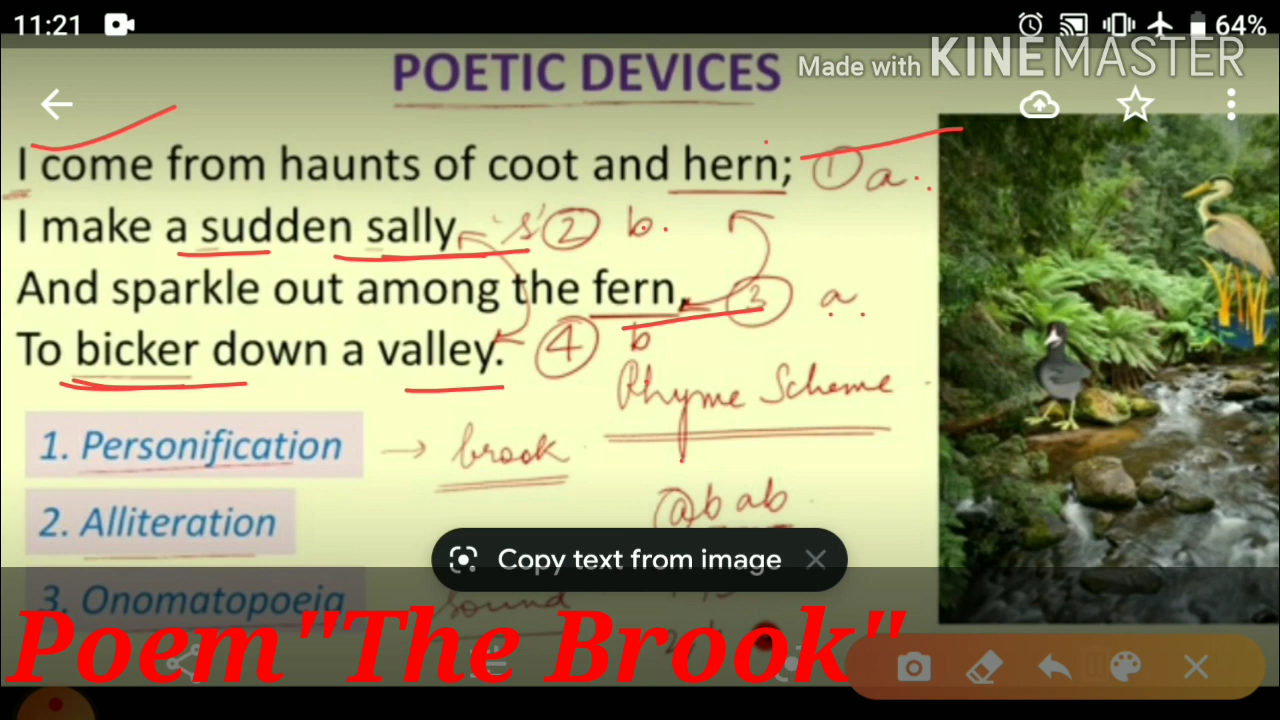 11:21
64%
Made with KINEMASTER
POETIC DEVICES
I come from haunts of coot and hern; ① a
I make a sudden sally 's' ② b
And sparkle out among the fern, ③ a
To bicker down a valley. ④ b
Rhyme Scheme
1. Personification → brook
abab
2. Alliteration
Copy text from image
3. Onomatopoeia
sound
Poem "The Brook"